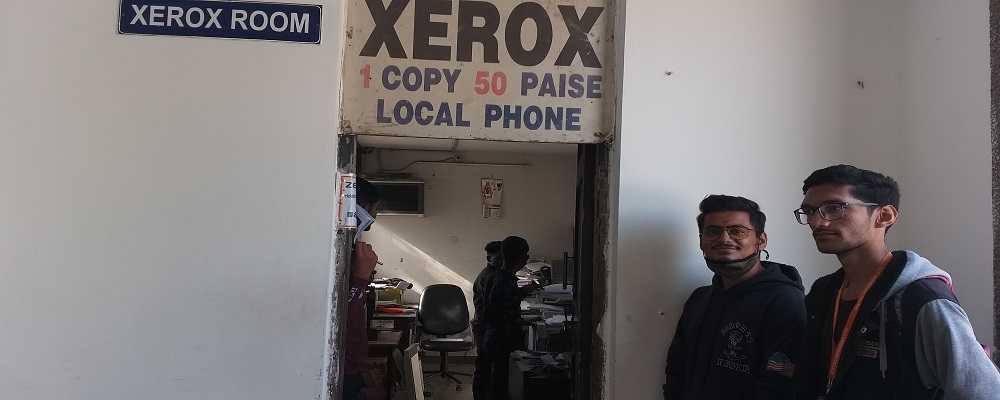 XEROX ROOM
XEROX
1 COPY 50 PAISE
LOCAL PHONE